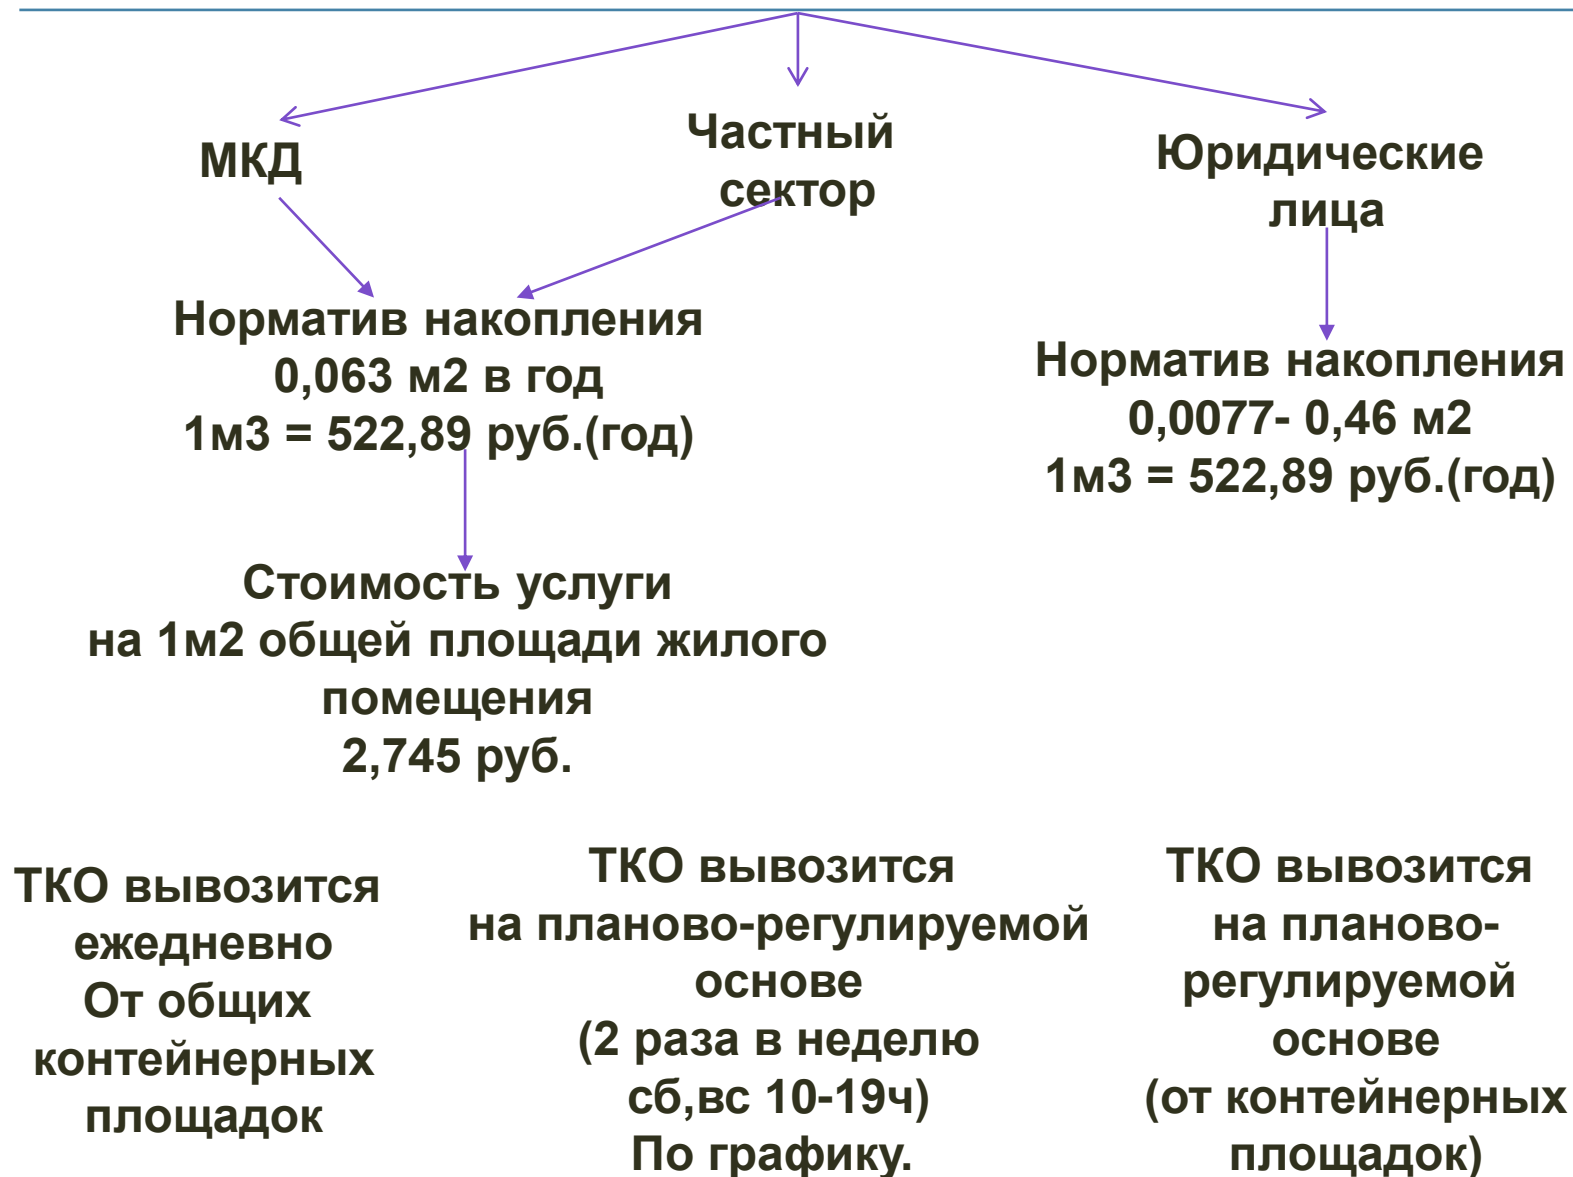 МКД
Частный
сектор
Юридические
лица
Норматив накопления
0,063 м2 в год
1м3 = 522,89 руб.(год)
Норматив накопления
0,0077- 0,46 м2
1м3 = 522,89 руб.(год)
Стоимость услуги
на 1м2 общей площади жилого
помещения
2,745 руб.
ТКО вывозится
ежедневно
От общих
контейнерных
площадок
ТКО вывозится
на планово-регулируемой
основе
(2 раза в неделю
сб,вс 10-19ч)
По графику.
ТКО вывозится
на планово-
регулируемой
основе
(от контейнерных
площадок)